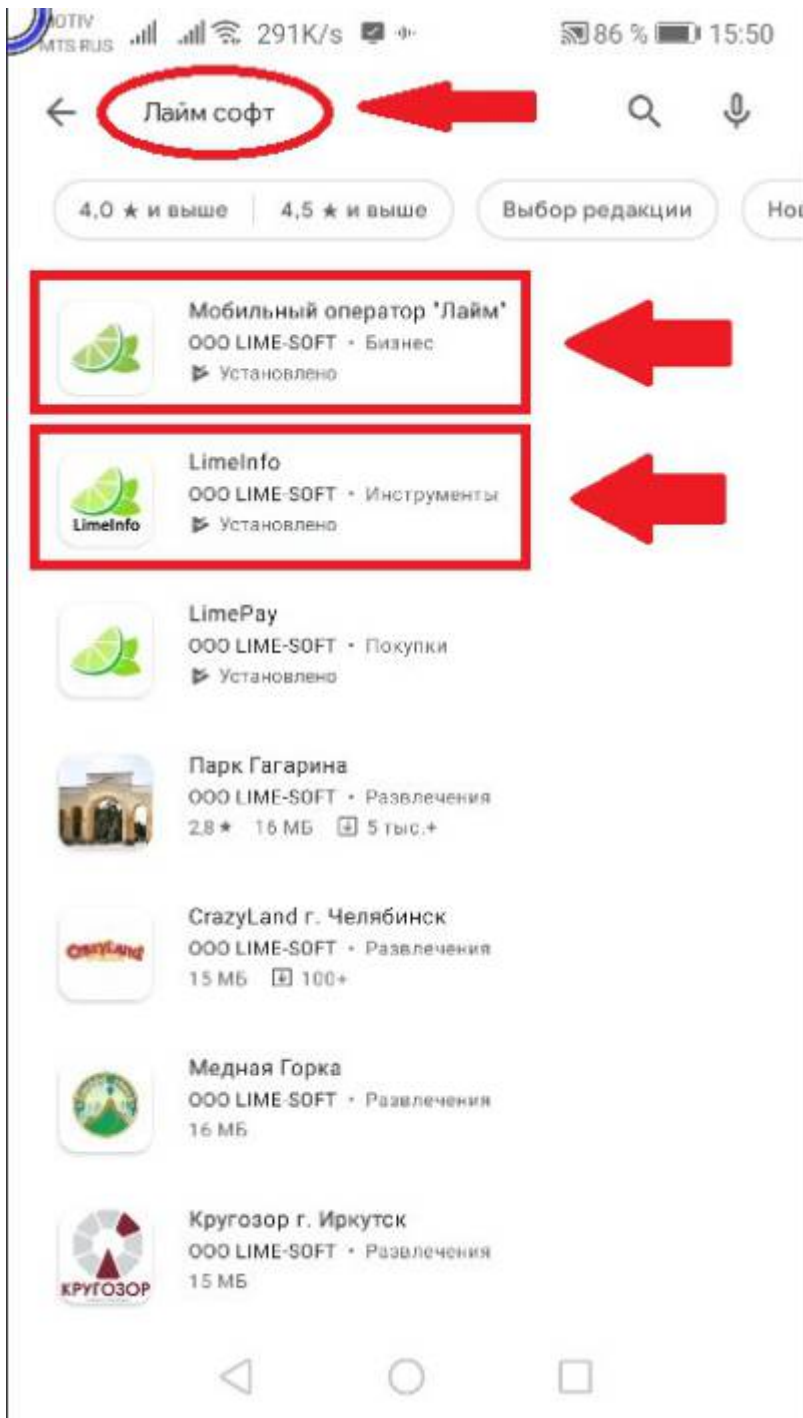 MOTIV
MTS RUS 291K/s 86 % 15:50
Лайм софт
4,0 ★ и выше 4,5 ★ и выше Выбор редакции Нов
Мобильный оператор "Лайм"
ООО LIME-SOFT • Бизнес
Установлено
LimeInfo
ООО LIME-SOFT • Инструменты
LimeInfo
Установлено
LimePay
ООО LIME-SOFT • Покупки
Установлено
Парк Гагарина
ООО LIME-SOFT • Развлечения
2,8 ★ 16 МБ 5 тыс.+
CrazyLand г. Челябинск
CrazyLand
ООО LIME-SOFT • Развлечения
15 МБ 100+
Медная Горка
ООО LIME-SOFT • Развлечения
16 МБ
Кругозор г. Иркутск
ООО LIME-SOFT • Развлечения
КРУГОЗОР
15 МБ